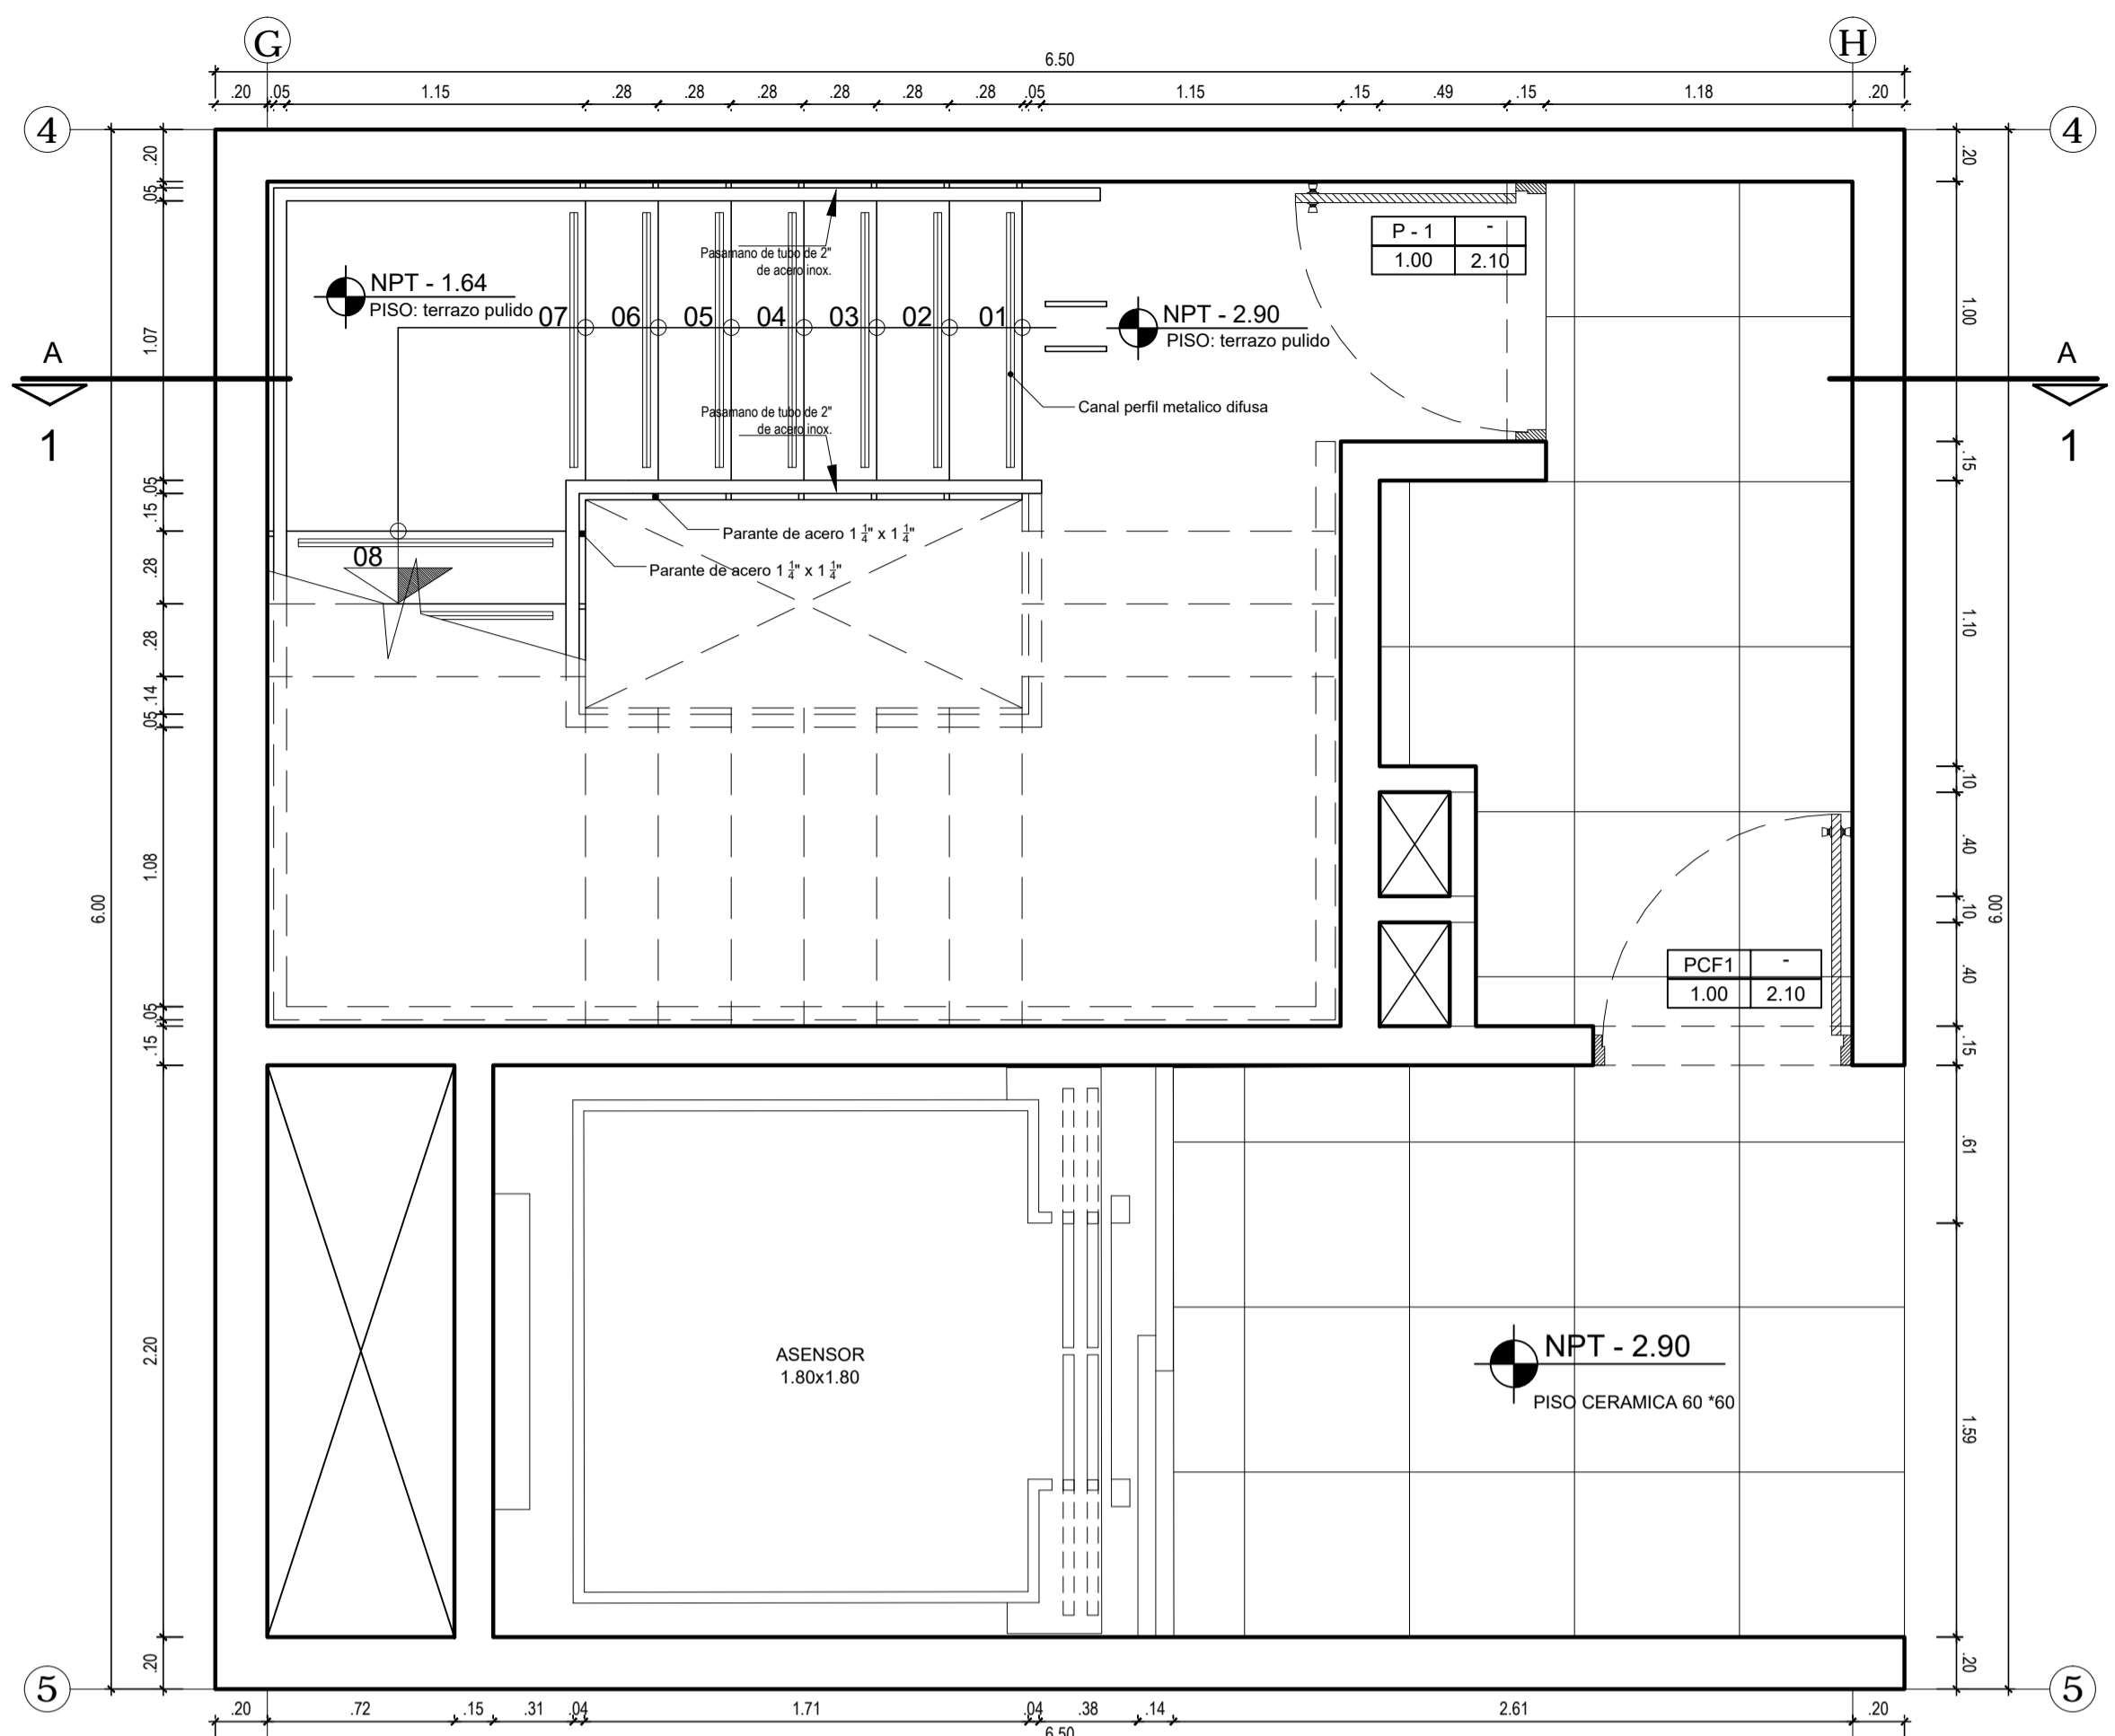 G
H
6.50
.20 .05 1.15 .28 .28 .28 .28 .28 .28 .05 1.15 .15 .49 .15 1.18 .20
4
4
.20
.05
1.07
.05
.15
.28
.28
.14
.05
1.08
.05
.15
2.20
.20
6.00
.20
1.00
.15
1.10
.10
.40
.10
.40
.15
.61
1.59
.20
6.00
P - 1 -
1.00 2.10
Pasamano de tubo de 2"
de acero inox.
NPT - 1.64
PISO: terrazo pulido
07 06 05 04 03 02 01
NPT - 2.90
PISO: terrazo pulido
A
1
A
1
Canal perfil metalico difusa
Pasamano de tubo de 2"
de acero inox.
Parante de acero 1 1/4" x 1 1/4"
08
Parante de acero 1 1/4" x 1 1/4"
PCF1 -
1.00 2.10
ASENSOR
1.80x1.80
NPT - 2.90
PISO CERAMICA 60 *60
5
5
.20 .72 .15 .31 .04 1.71 .04 .38 .14 2.61 .20
6.50